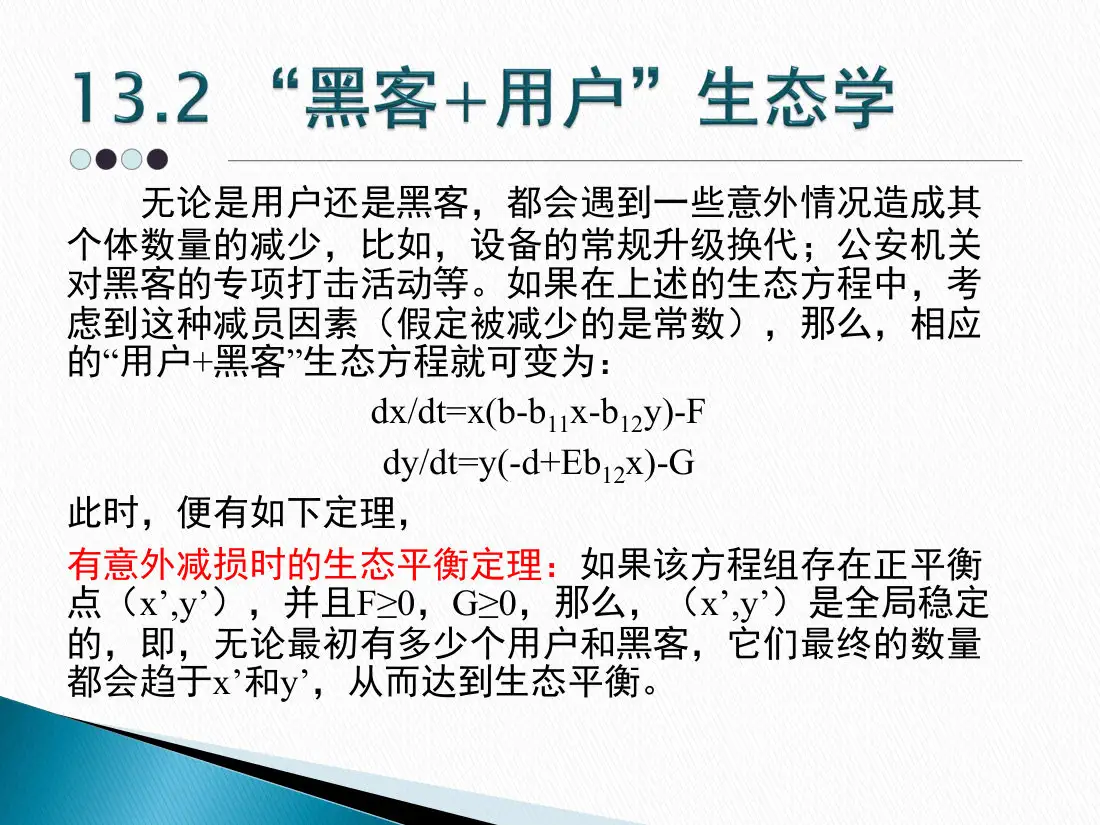 13.2 “黑客+用户”生态学
无论是用户还是黑客，都会遇到一些意外情况造成其
个体数量的减少，比如，设备的常规升级换代；公安机关
对黑客的专项打击活动等。如果在上述的生态方程中，考
虑到这种减员因素（假定被减少的是常数），那么，相应
的“用户+黑客”生态方程就可变为：
dx/dt=x(b-b₁₁x-b₁₂y)-F
dy/dt=y(-d+Eb₁₂x)-G
此时，便有如下定理，
有意外减损时的生态平衡定理：如果该方程组存在正平衡
点（x’,y’），并且F≥0，G≥0，那么，（x’,y’）是全局稳定
的，即，无论最初有多少个用户和黑客，它们最终的数量
都会趋于x’和y’，从而达到生态平衡。